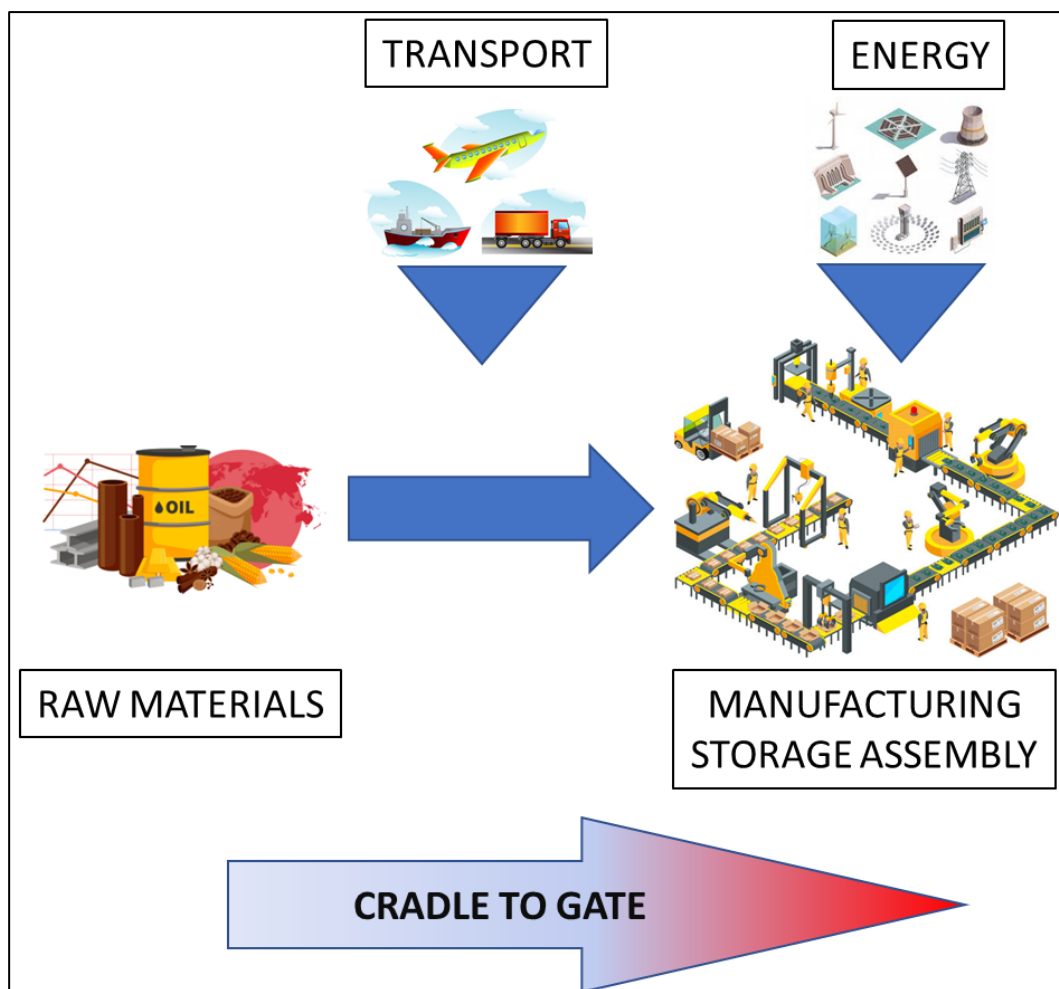 TRANSPORT
ENERGY
OIL
RAW MATERIALS
MANUFACTURING
STORAGE ASSEMBLY
CRADLE TO GATE